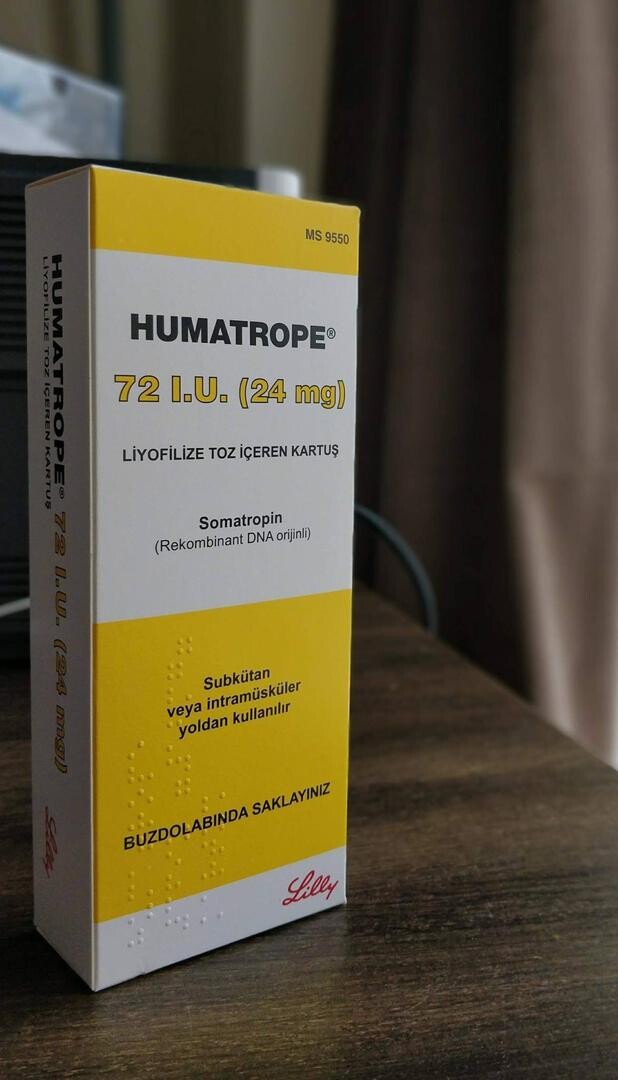 MS 9550
HUMATROPE®
72 I.U. (24 mg)
LİYOFİLİZE TOZ İÇEREN KARTUŞ
Somatropin
(Rekombinant DNA orijinli)
Subkütan
veya intramüsküler
yoldan kullanılır
BUZDOLABINDA SAKLAYINIZ
Lilly
HUMATROPE® 72 I.U. (24 mg)
LİYOFİLİZE TOZ İÇEREN KARTUŞ
Lilly